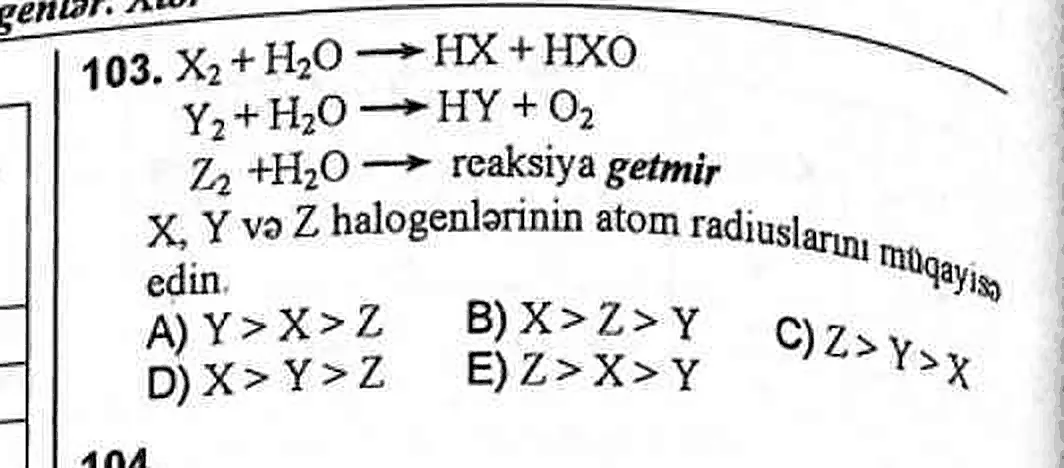 103. X₂ + H₂O ⟶ HX + HXO
Y₂ + H₂O ⟶ HY + O₂
Z₂ +H₂O ⟶ reaksiya getmir
X, Y və Z halogenlərinin atom radiuslarını müqayisə
edin.
A) Y > X > Z B) X > Z > Y C) Z > Y > X
D) X > Y > Z E) Z > X > Y
104